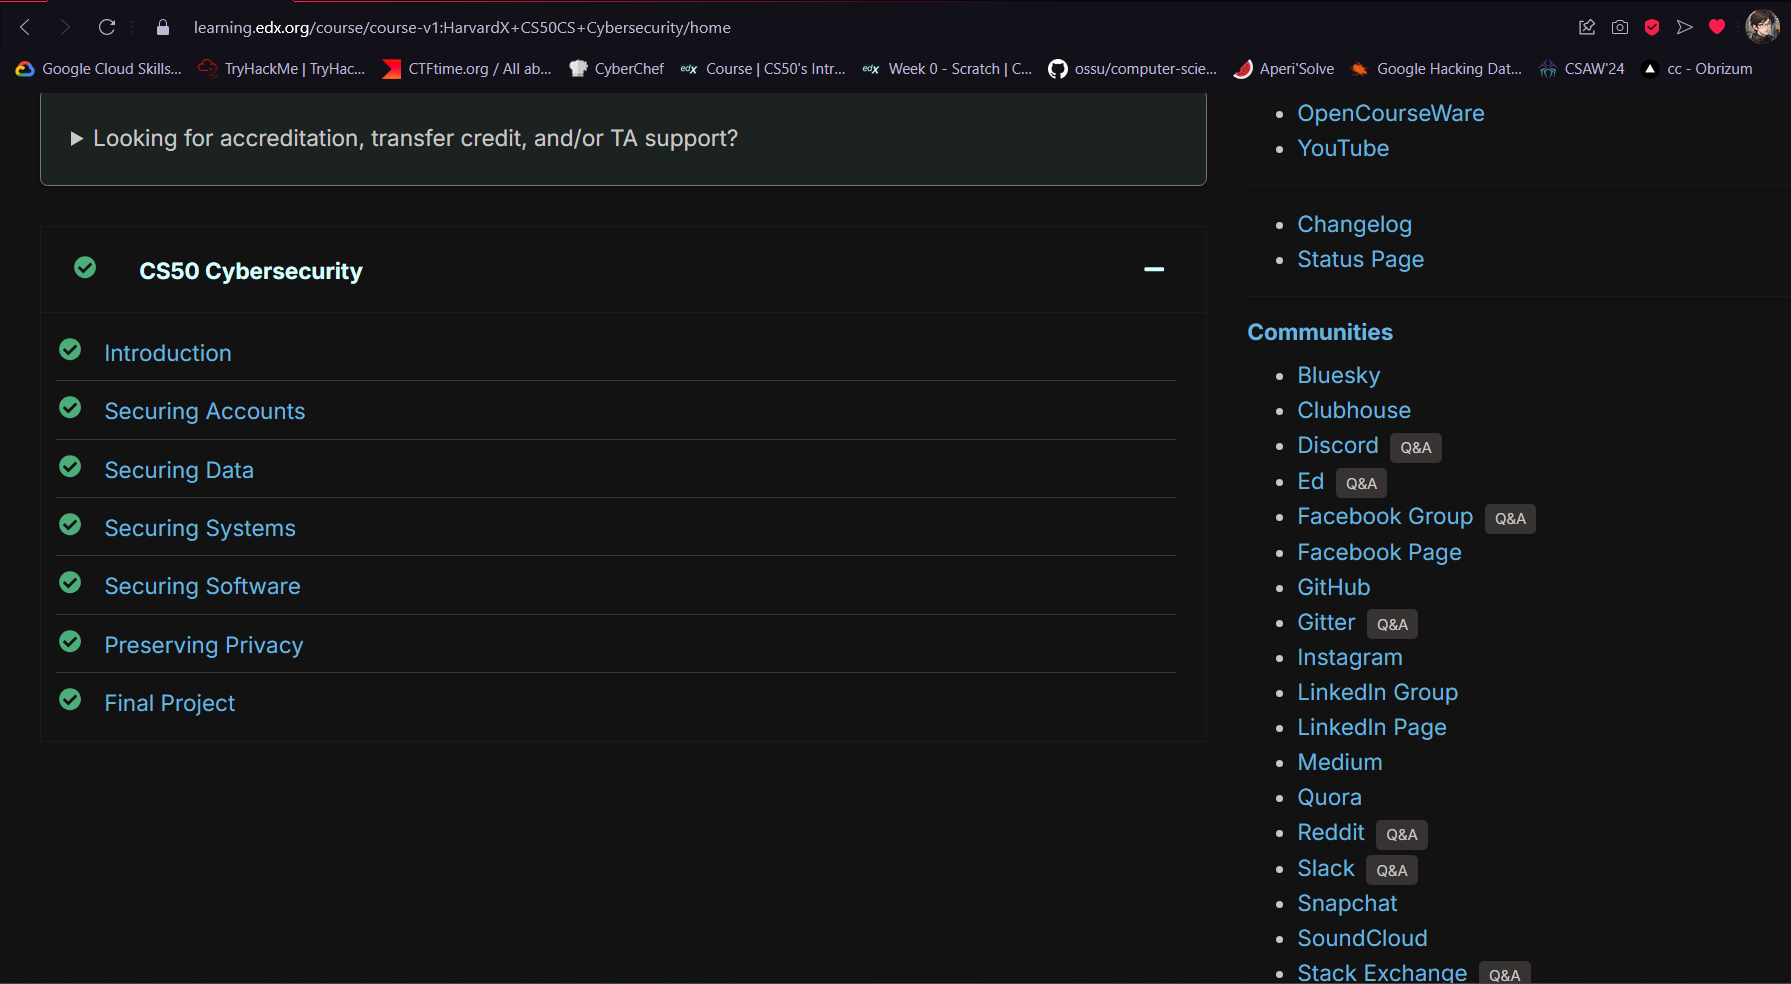 learning.edx.org/course/course-v1:HarvardX+CS50CS+Cybersecurity/home
Google Cloud Skills...
TryHackMe | TryHac...
CTFtime.org / All ab...
CyberChef
edX
Course | CS50's Intr...
edX
Week 0 - Scratch | C...
ossu/computer-scie...
Aperi'Solve
Google Hacking Dat...
CSAW'24
cc - Obrizum
Looking for accreditation, transfer credit, and/or TA support?
CS50 Cybersecurity
Introduction
Securing Accounts
Securing Data
Securing Systems
Securing Software
Preserving Privacy
Final Project
OpenCourseWare
YouTube
Changelog
Status Page
Communities
Bluesky
Clubhouse
Discord Q&A
Ed Q&A
Facebook Group Q&A
Facebook Page
GitHub
Gitter Q&A
Instagram
LinkedIn Group
LinkedIn Page
Medium
Quora
Reddit Q&A
Slack Q&A
Snapchat
SoundCloud
Stack Exchange Q&A